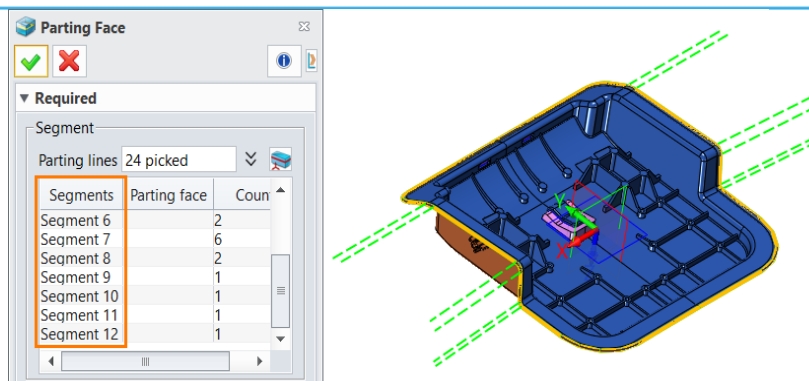 Parting Face
Required
Segment
Parting lines 24 picked
Segments Parting face Coun
Segment 6 2
Segment 7 6
Segment 8 2
Segment 9 1
Segment 10 1
Segment 11 1
Segment 12 1
Y
X